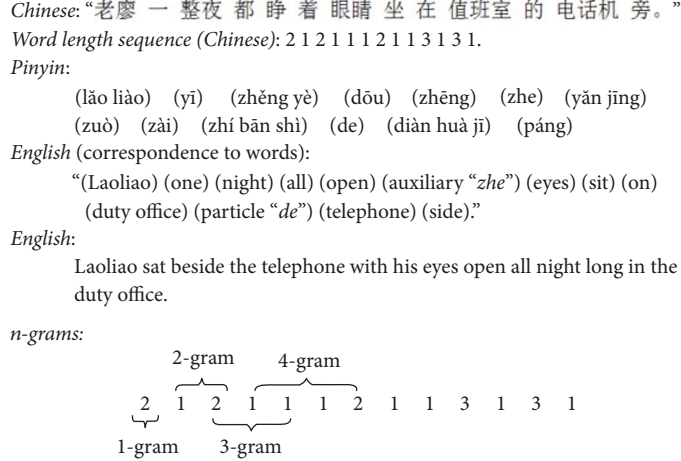 Chinese: “老廖 一 整夜 都 睁 着 眼睛 坐 在 值班室 的 电话机 旁。”
Word length sequence (Chinese): 2 1 2 1 1 1 2 1 1 3 1 3 1.
Pinyin:
(lăo liào) (yī) (zhěng yè) (dōu) (zhēng) (zhe) (yăn jīng)
(zuò) (zài) (zhí bān shì) (de) (diàn huà jī) (páng)
English (correspondence to words):
“(Laoliao) (one) (night) (all) (open) (auxiliary “zhe”) (eyes) (sit) (on)
(duty office) (particle “de”) (telephone) (side).”
English:
Laoliao sat beside the telephone with his eyes open all night long in the
duty office.
n-grams:
2-gram 4-gram
2 1 2 1 1 1 2 1 1 3 1 3 1
1-gram 3-gram